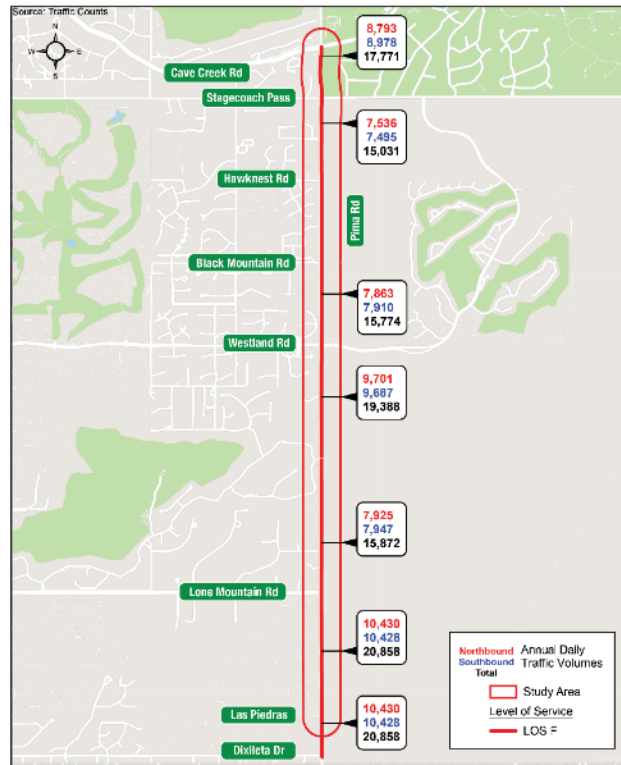 Source: Traffic Counts
N
W E
S
Cave Creek Rd
8,793
8,978
17,771
Stagecoach Pass
7,536
7,495
15,031
Hawknest Rd
Pima Rd
Black Mountain Rd
7,863
7,910
15,774
Westland Rd
9,701
9,687
19,388
7,925
7,947
15,872
Lone Mountain Rd
10,430
10,428
20,858
Las Piedras
10,430
10,428
20,858
Dixileta Dr
Northbound Annual Daily
Southbound Traffic Volumes
Total
Study Area
Level of Service
LOS F